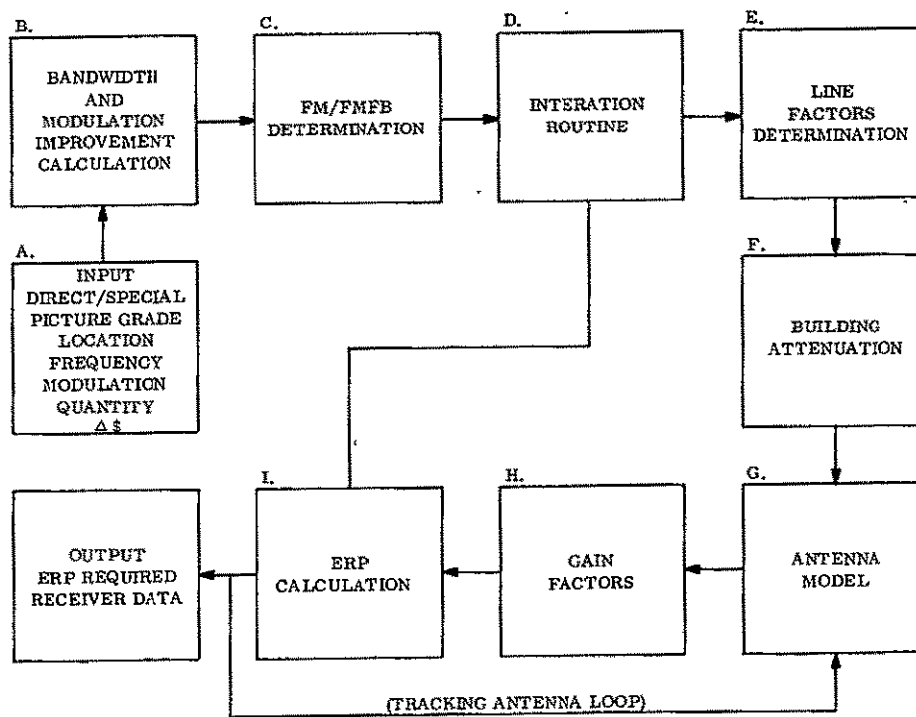 B.
BANDWIDTH
AND
MODULATION
IMPROVEMENT
CALCULATION
C.
FM/FMFB
DETERMINATION
D.
INTERATION
ROUTINE
E.
LINE
FACTORS
DETERMINATION
A.
INPUT
DIRECT/SPECIAL
PICTURE GRADE
LOCATION
FREQUENCY
MODULATION
QUANTITY
Δ $
F.
BUILDING
ATTENUATION
OUTPUT
ERP REQUIRED
RECEIVER DATA
I.
ERP
CALCULATION
H.
GAIN
FACTORS
G.
ANTENNA
MODEL
(TRACKING ANTENNA LOOP)